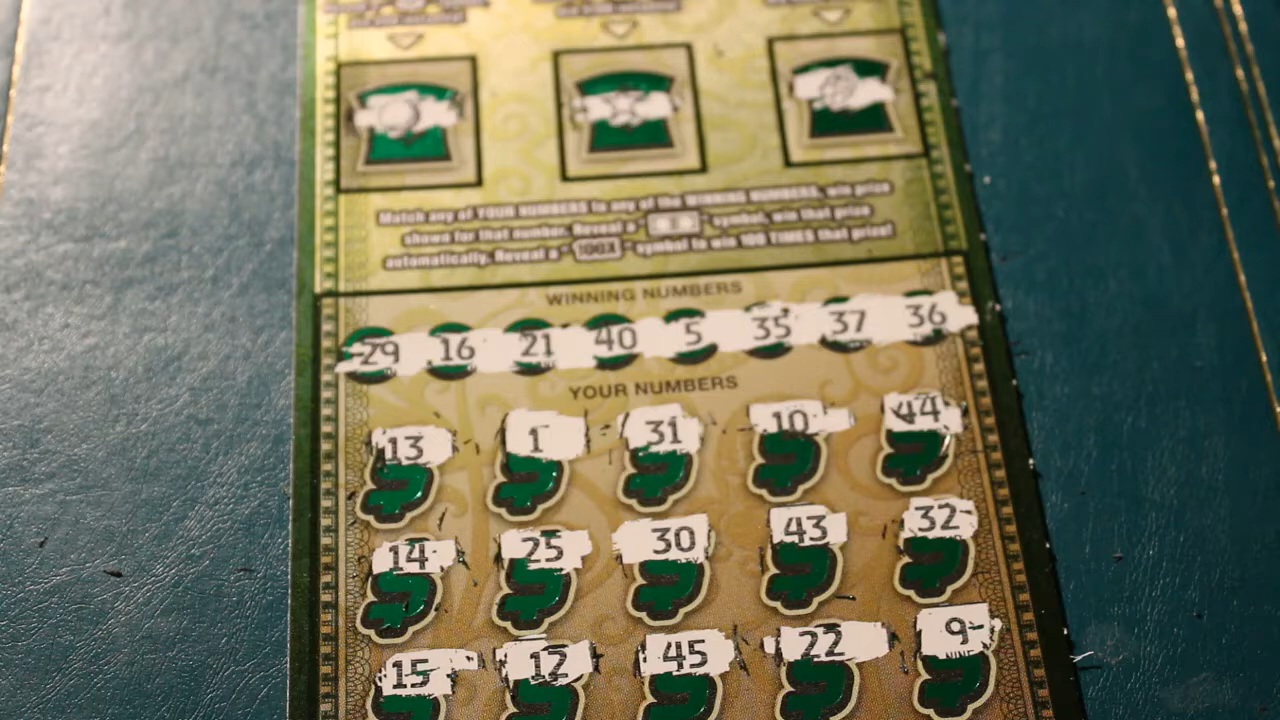 Match any of YOUR NUMBERS to any of the WINNING NUMBERS, win prize
shown for that number. Reveal a " " symbol, win that prize
automatically. Reveal a "100X" symbol to win 100 TIMES that prize!
WINNING NUMBERS
29 16 21 40 5 35 37 36
YOUR NUMBERS
13 1 31 10 44
14 25 30 43 32
15 12 45 22 9
NINE